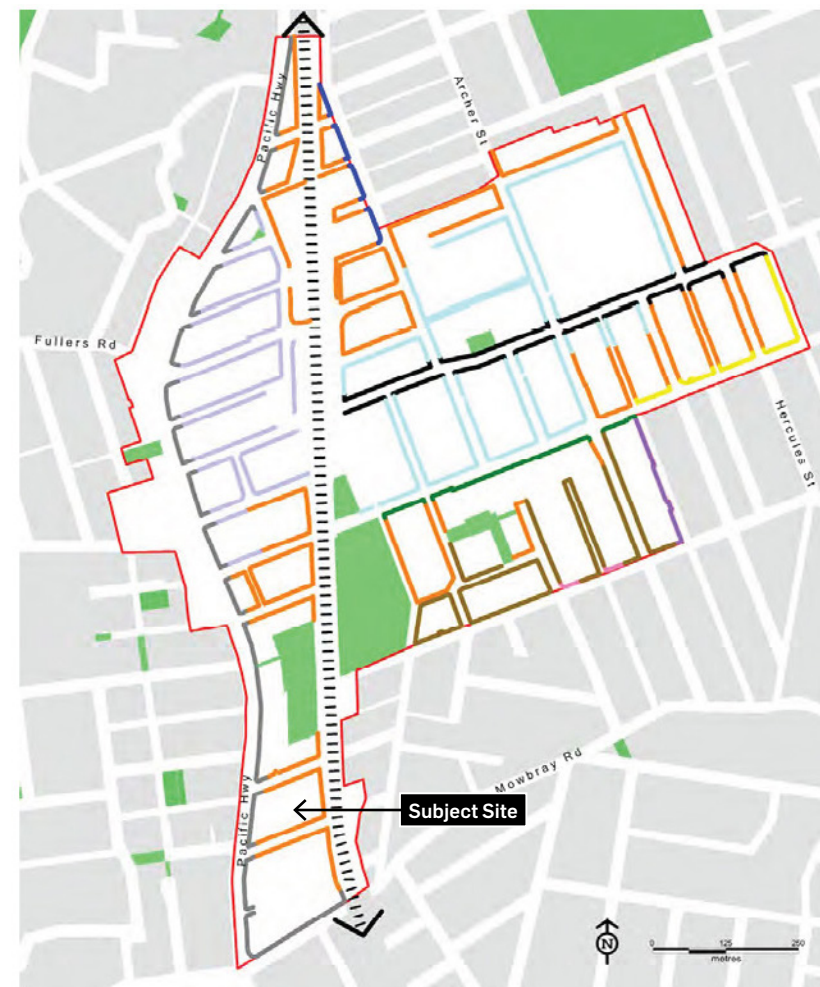 Pacific Hwy
Archer St
Fullers Rd
Hercules St
Mowbray Rd
Subject Site
Pacific Hwy
N
0 125 250
metres